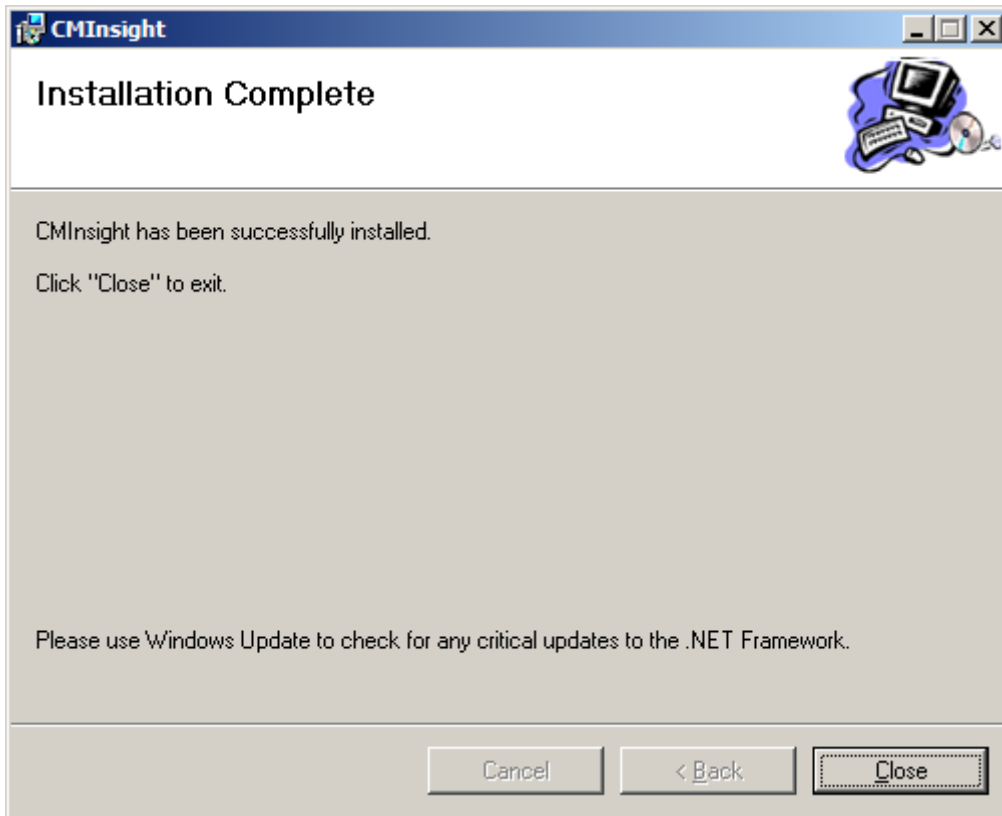 CMInsight
Installation Complete
CMInsight has been successfully installed.
Click "Close" to exit.
Please use Windows Update to check for any critical updates to the .NET Framework.
Cancel
< Back
Close